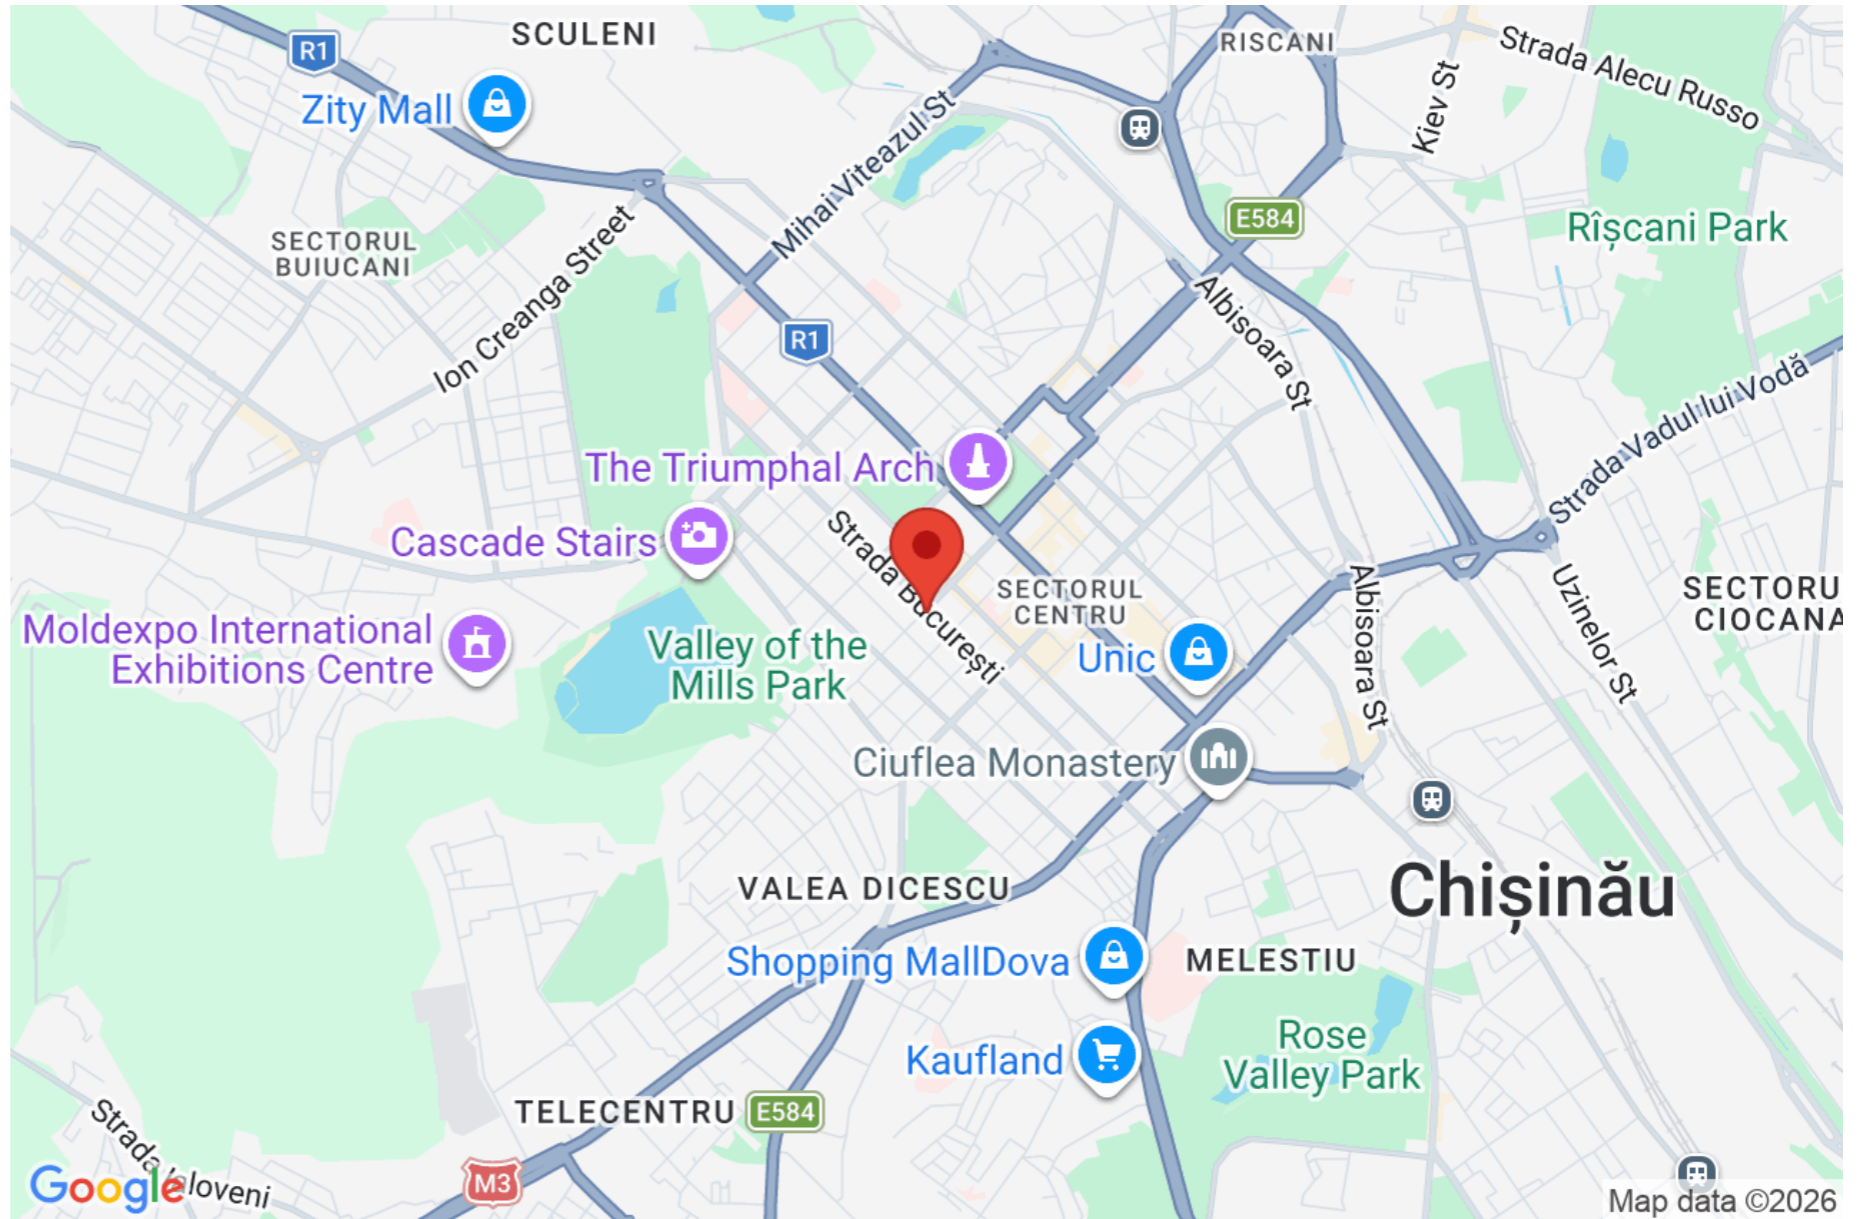 SCULENI
R1
Zity Mall
RISCANI
Strada Alecu Russo
Kiev St
Mihai Viteazul St
E584
Rîșcani Park
SECTORUL
BUIUCANI
Ion Creanga Street
Albisoara St
R1
Strada Vadul lui Vodă
The Triumphal Arch
Cascade Stairs
Strada București
SECTORUL
CENTRU
Albisoara St
Uzinelor St
SECTORU
CIOCANA
Moldexpo International
Exhibitions Centre
Valley of the
Mills Park
Unic
Ciuflea Monastery
VALEA DICESCU
Chișinău
Shopping MallDova
MELESTIU
Rose
Valley Park
Kaufland
TELECENTRU
E584
M3
Strada Ialoveni
Google
Map data ©2026